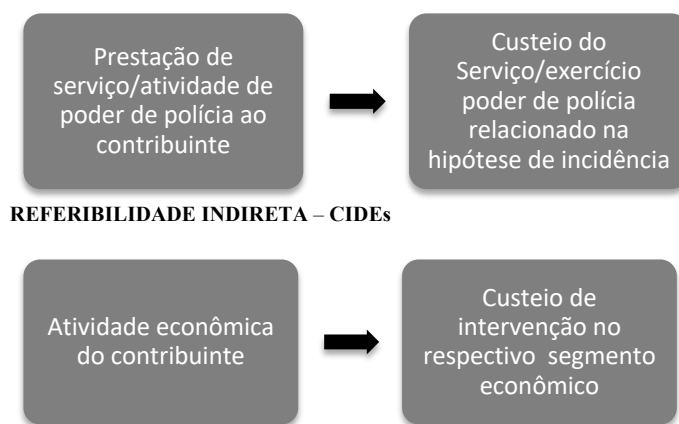 Prestação de
serviço/atividade de
poder de polícia ao
contribuinte
Custeio do
Serviço/exercício
poder de polícia
relacionado na
hipótese de incidência
REFERIBILIDADE INDIRETA – CIDEs
Atividade econômica
do contribuinte
Custeio de
intervenção no
respectivo segmento
econômico